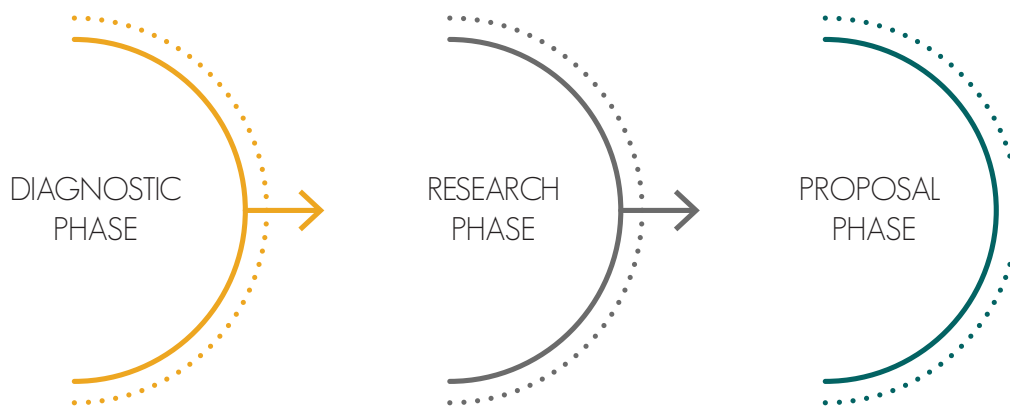 DIAGNOSTIC
PHASE
RESEARCH
PHASE
PROPOSAL
PHASE